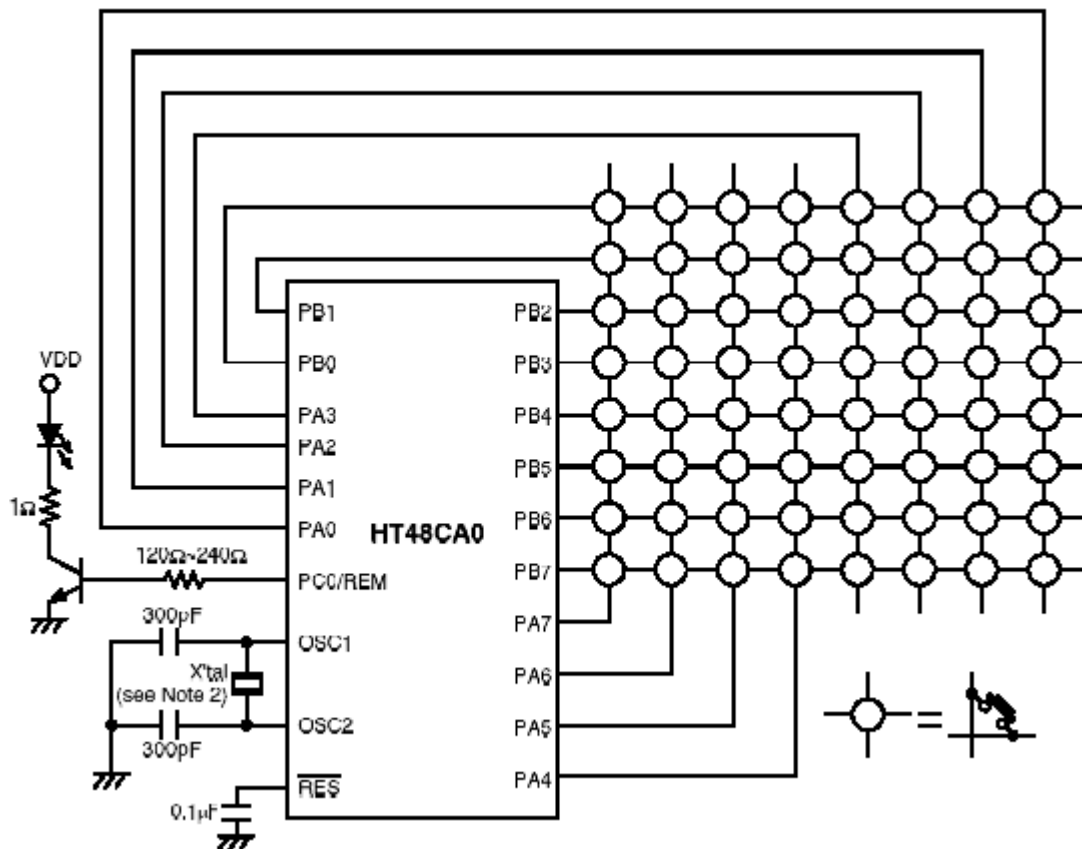 PB1
PB2
VDD
PB0
PB3
PA3
PB4
PA2
PB5
PA1
1Ω
PB6
PA0
HT48CA0
120Ω~240Ω
PC0/REM
PB7
300pF
PA7
OSC1
X'tal
(see Note 2)
PA6
OSC2
PA5
300pF
RES
PA4
0.1µF
=